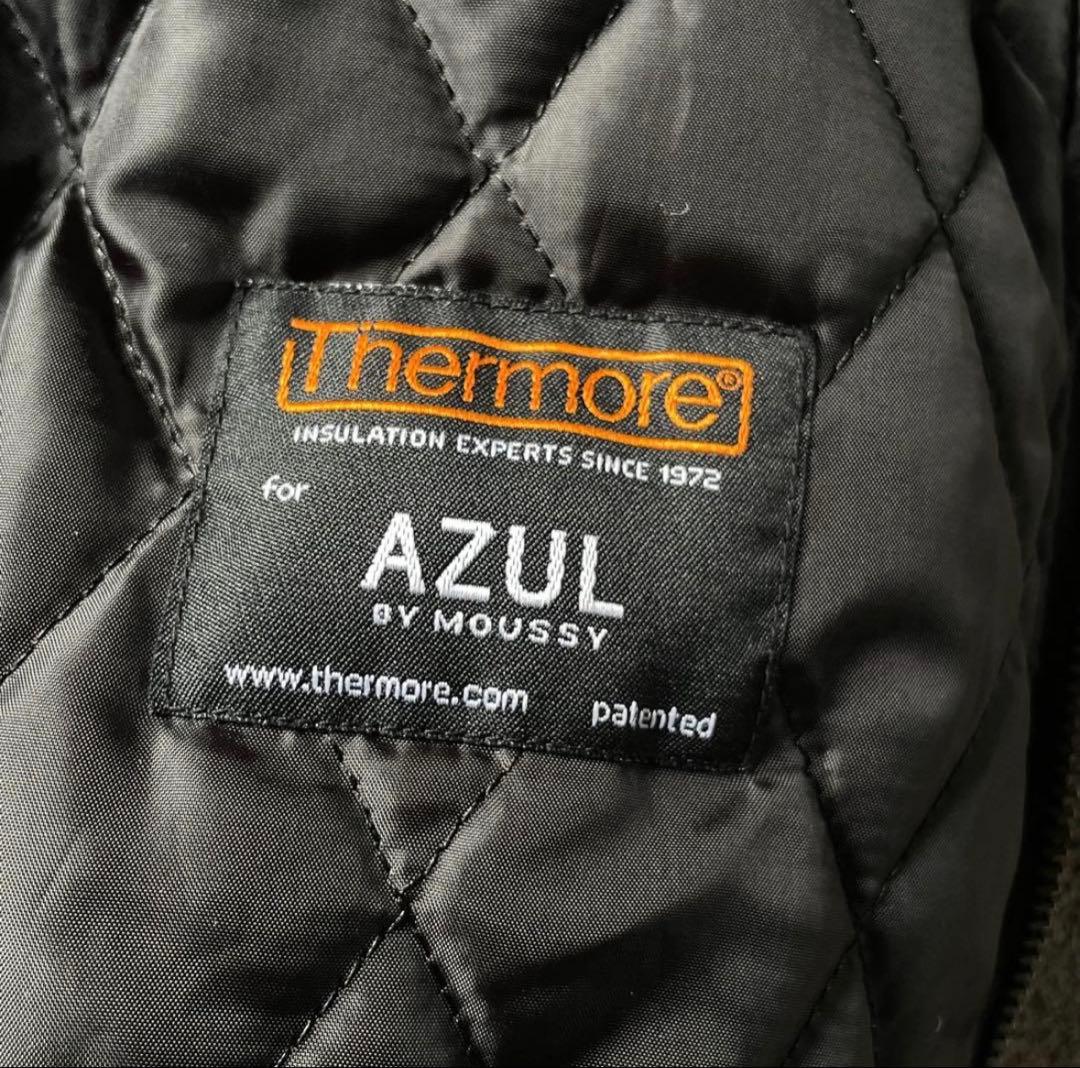 Thermore®
INSULATION EXPERTS SINCE 1972
for
AZUL
BY MOUSSY
www.thermore.com patented